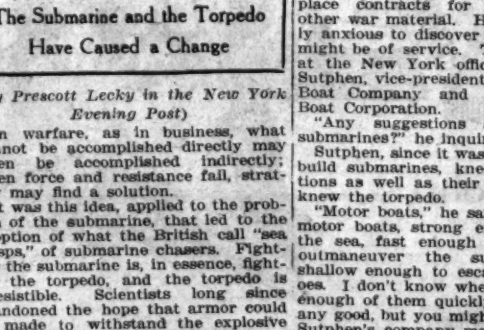 The Submarine and the Torpedo
Have Caused a Change
Prescott Lecky in the New York
Evening Post)
n warfare, as in business, what
not be accomplished directly may
en be accomplished indirectly;
en force and resistance fail, strat-
may find a solution.
t was this idea, applied to the prob-
of the submarine, that led to the
ption of what the British call "sea
sps," of submarine chasers. Fight-
the submarine is, in essence, fight-
the torpedo, and the torpedo is
esistible. Scientists long since
ndoned the hope that armor could
made to withstand the explosive
place contracts for
other war material. H
ly anxious to discover
might be of service. T
at the New York offic
Sutphen, vice-president
Boat Company and
Boat Corporation.
"Any suggestions
submarines?" he inqui
Sutphen, since it was
build submarines, kne
tions as well as their
knew the torpedo.
"Motor boats," he sa
motor boats, strong e
the sea, fast enough
outmaneuver the su
shallow enough to esca
oes. I don't know whe
enough of them quickl
any good, but you migh
Sutphen's company m